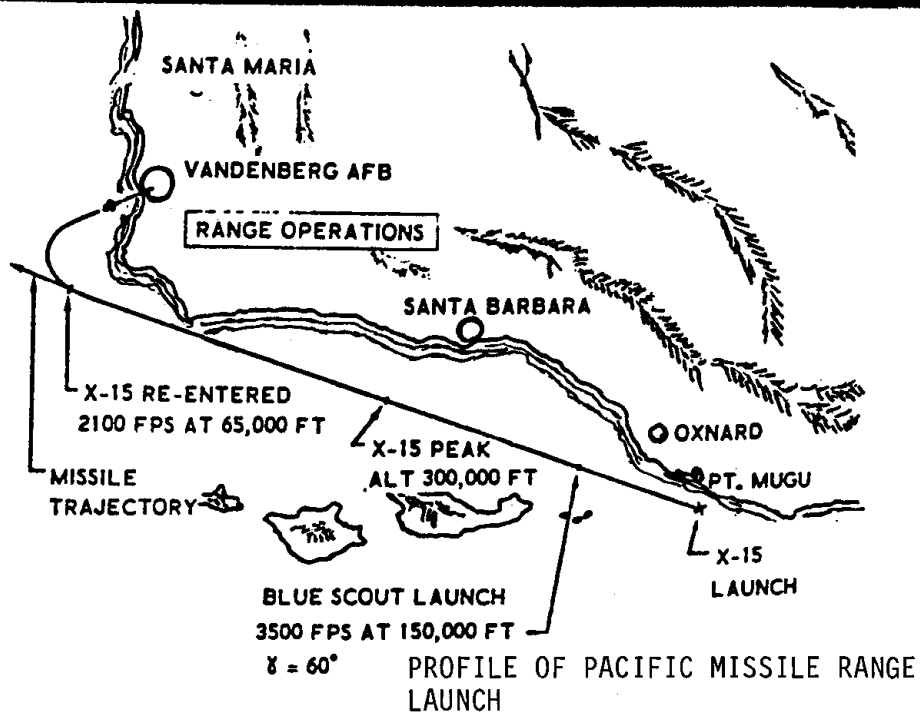 SANTA MARIA
VANDENBERG AFB
RANGE OPERATIONS
SANTA BARBARA
X-15 RE-ENTERED
2100 FPS AT 65,000 FT
X-15 PEAK
ALT 300,000 FT
OXNARD
PT. MUGU
MISSILE
TRAJECTORY
X-15
LAUNCH
BLUE SCOUT LAUNCH
3500 FPS AT 150,000 FT
γ = 60°
PROFILE OF PACIFIC MISSILE RANGE
LAUNCH